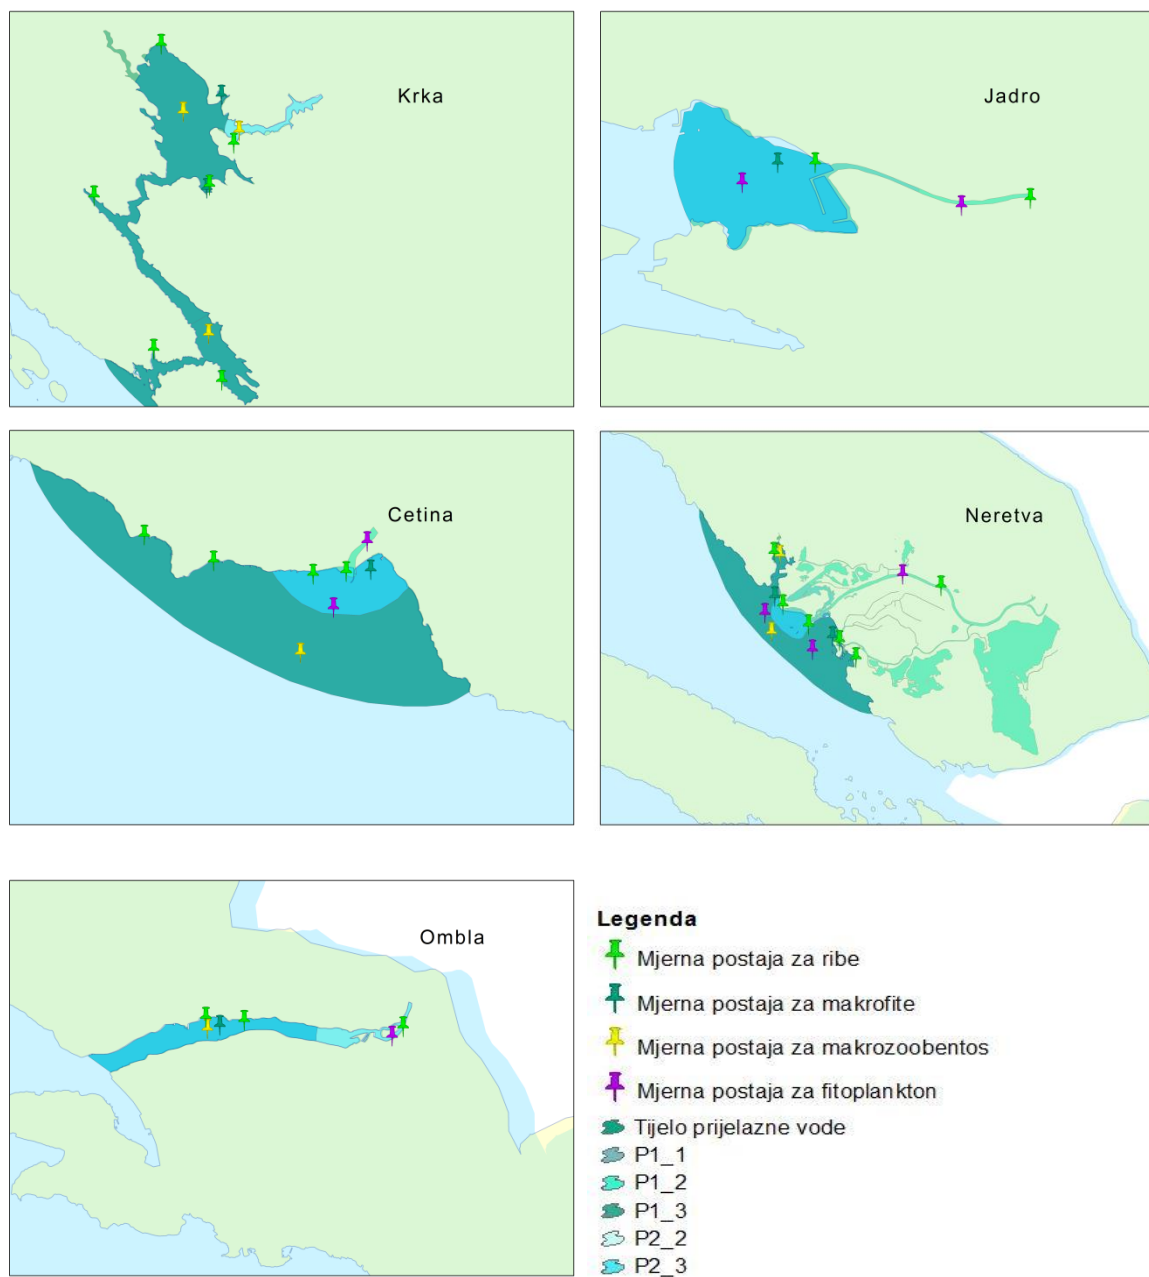 Krka
Jadro
Cetina
Neretva
Ombla
Legenda
Mjerna postaja za ribe
Mjerna postaja za makrofite
Mjerna postaja za makrozoobentos
Mjerna postaja za fitoplankton
Tijelo prijelazne vode
P1_1
P1_2
P1_3
P2_2
P2_3